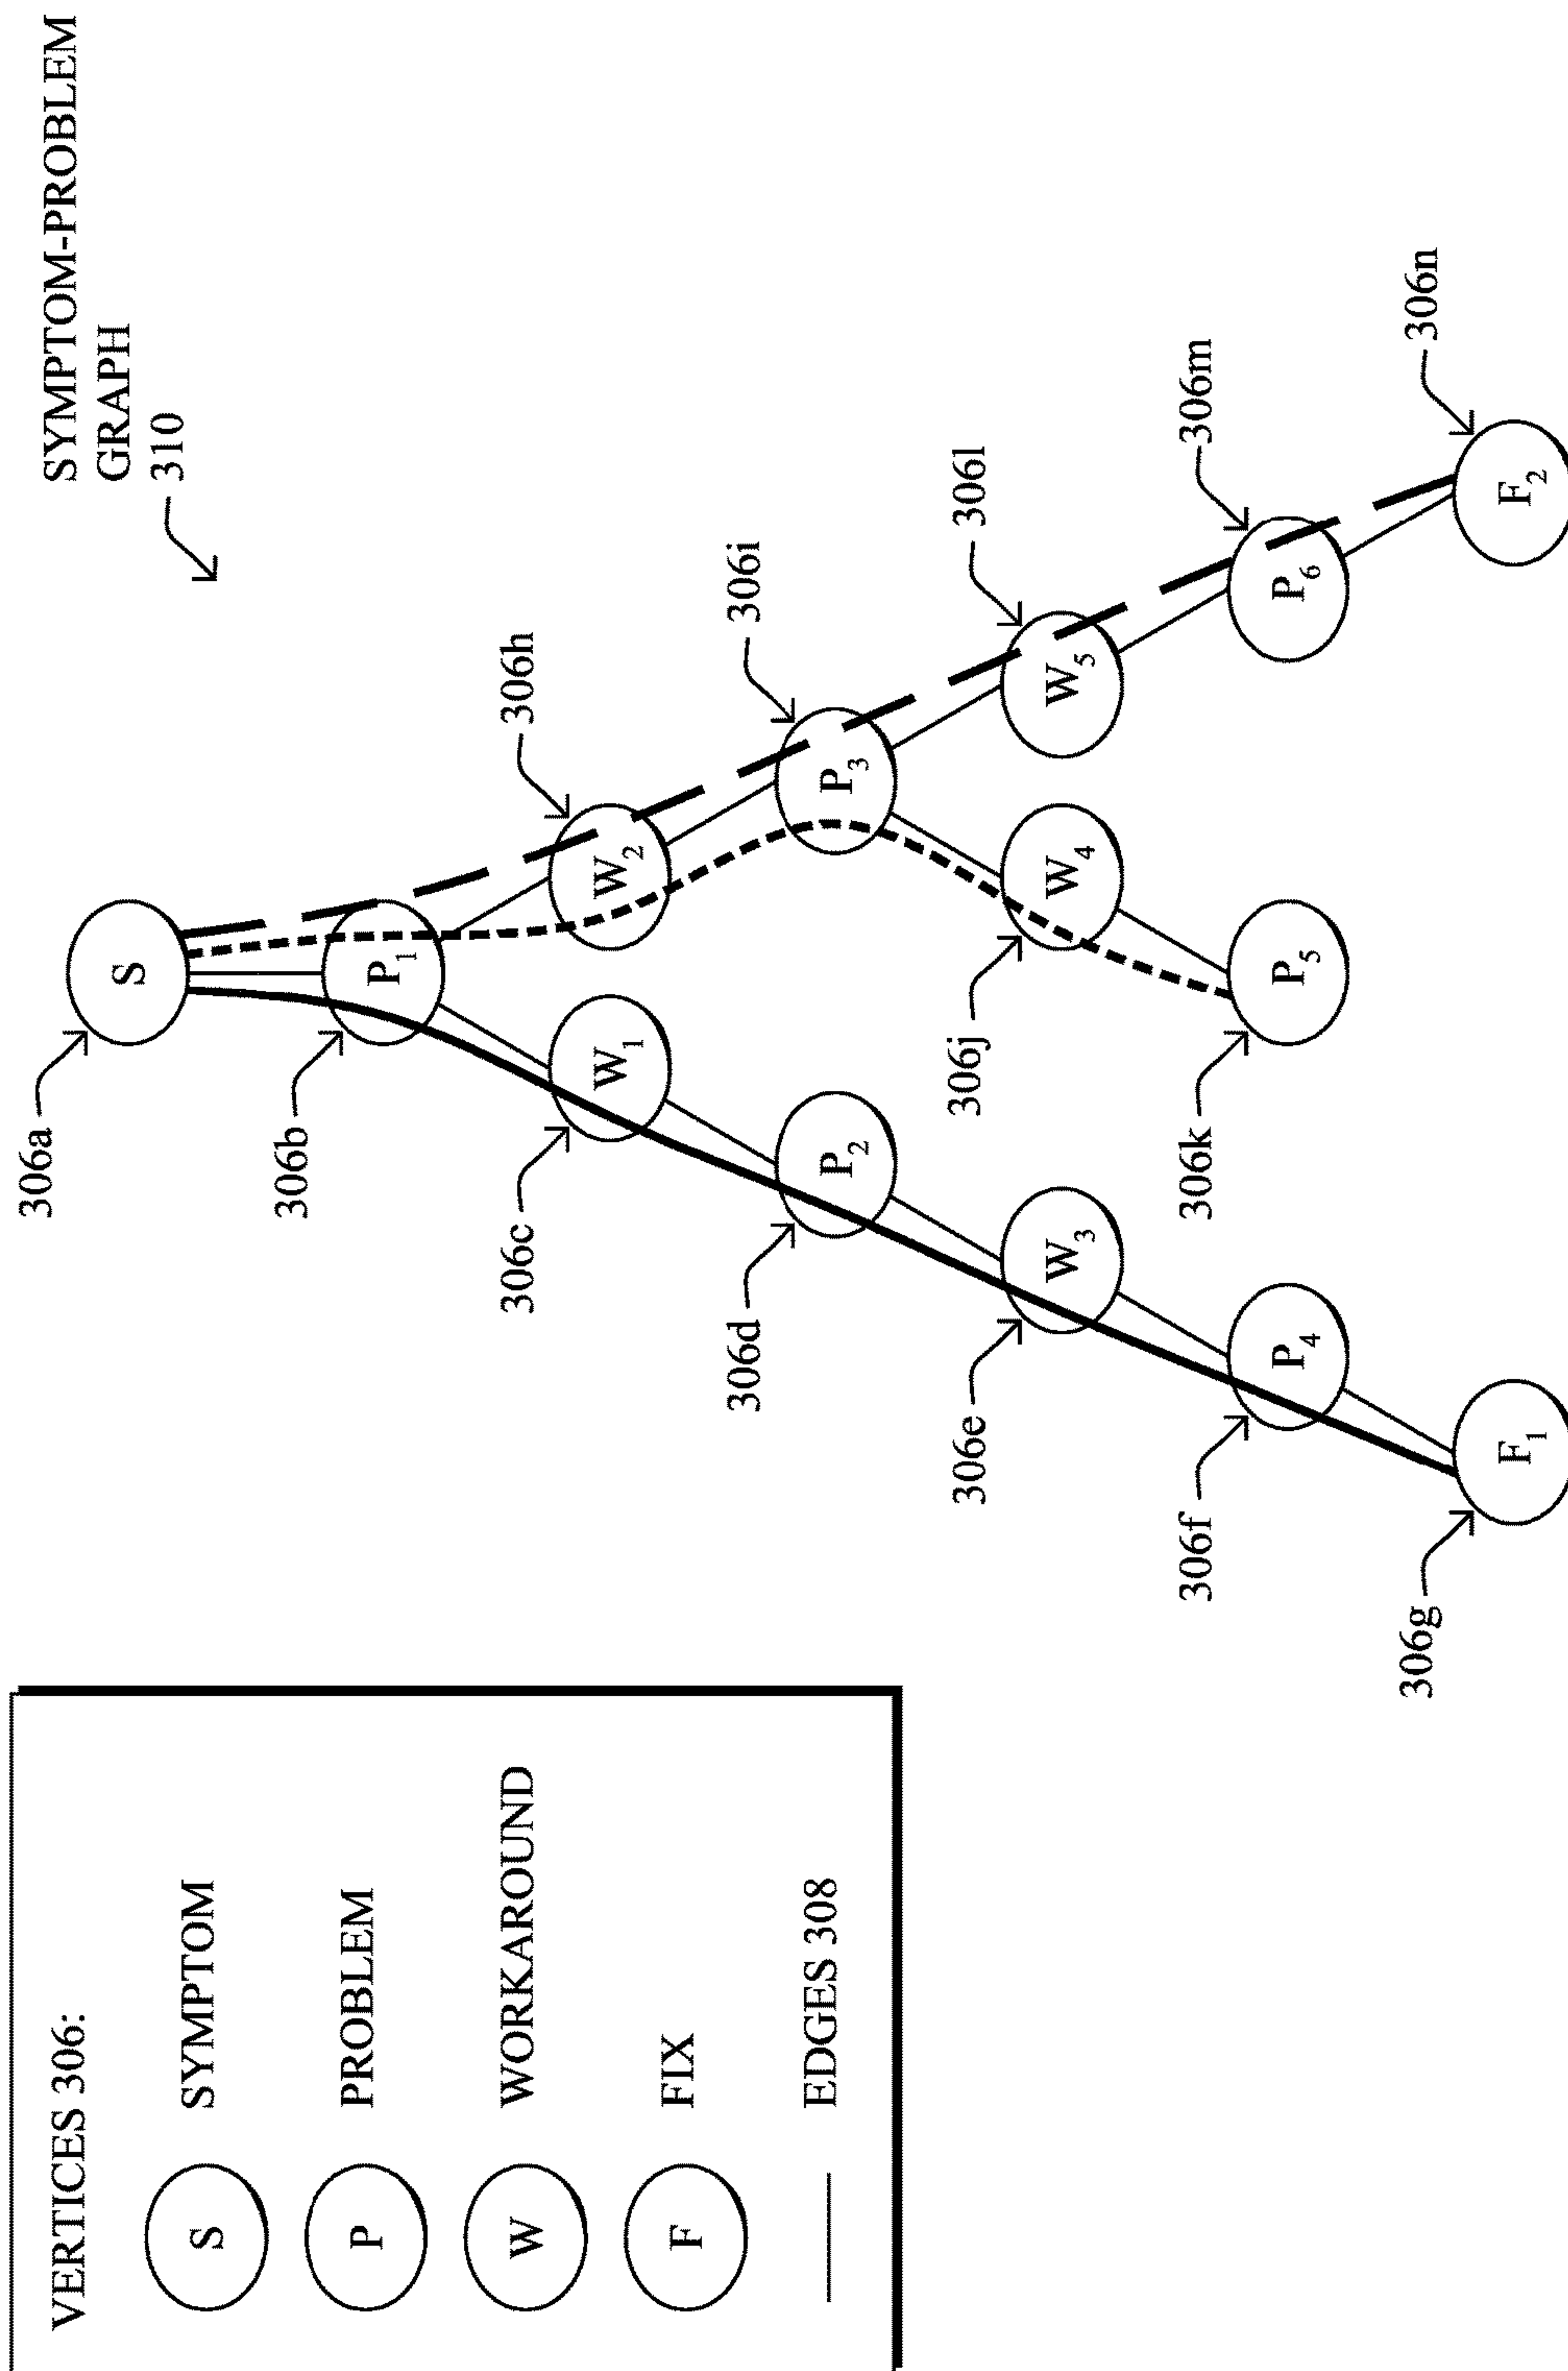 VERTICES 306:
S SYMPTOM
P PROBLEM
W WORKAROUND
F FIX
EDGES 308
SYMPTOM-PROBLEM
GRAPH
310
306a
S
306b
P1
306c
W1
W2
306h
306d
P2
P3
306i
306e
W3
306j
W4
W5
306l
306f
P4
306k
P5
P6
306m
306g
F1
F2
306n